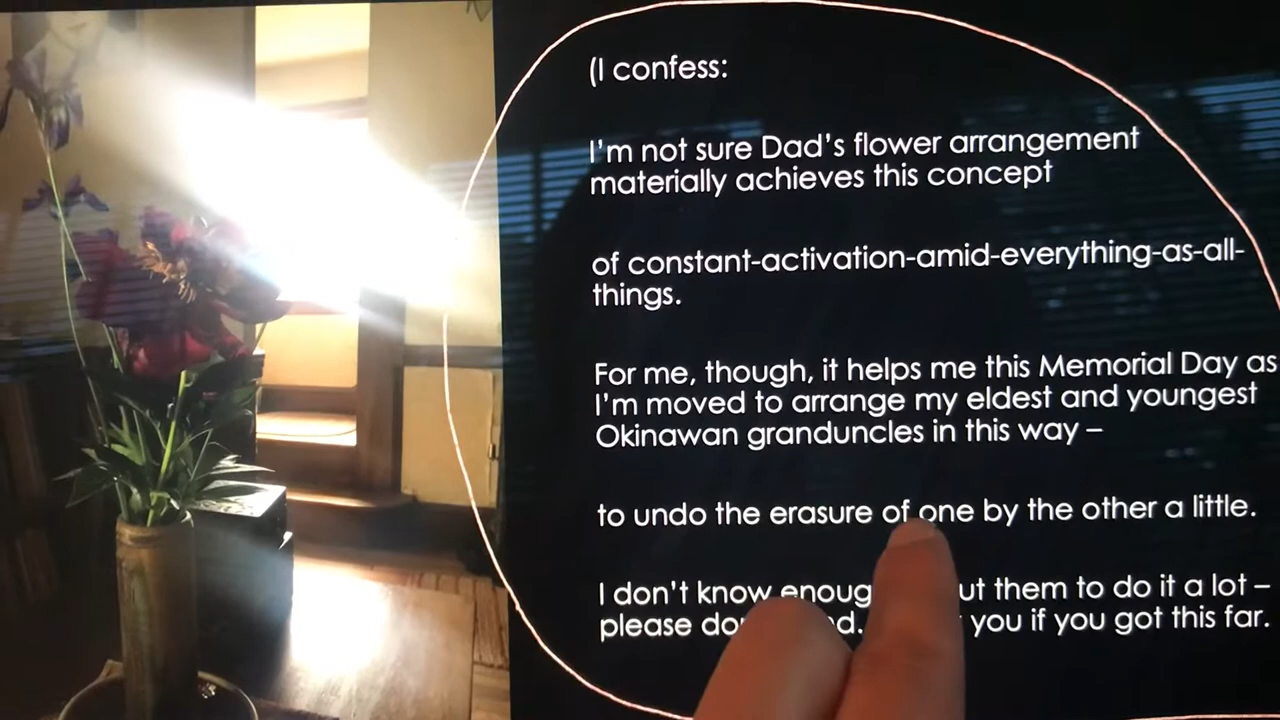 (I confess:
I'm not sure Dad's flower arrangement
materially achieves this concept
of constant-activation-amid-everything-as-all-
things.
For me, though, it helps me this Memorial Day as
I'm moved to arrange my eldest and youngest
Okinawan granduncles in this way –
to undo the erasure of one by the other a little.
I don't know them to do it a lot –
please you if you got this far.